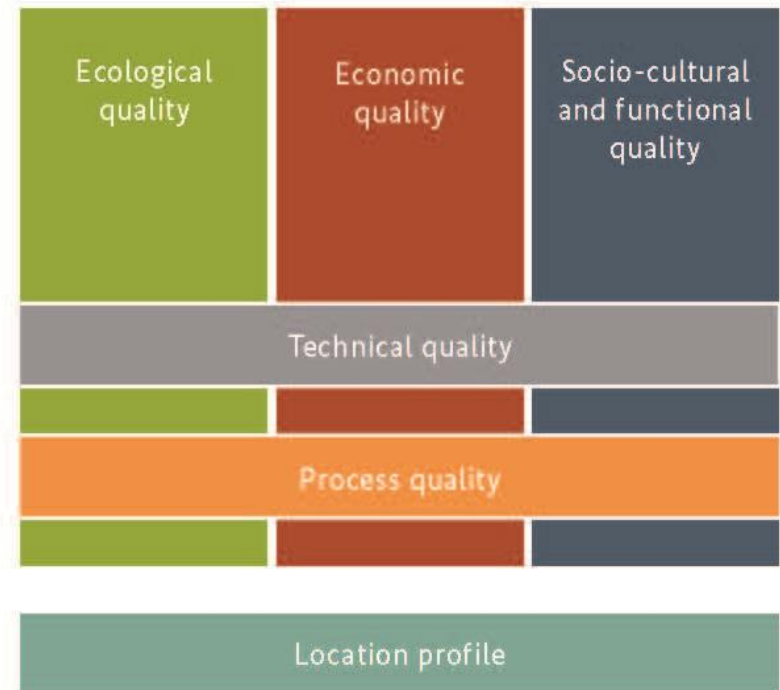 Ecological
quality
Economic
quality
Socio-cultural
and functional
quality
Technical quality
Process quality
Location profile